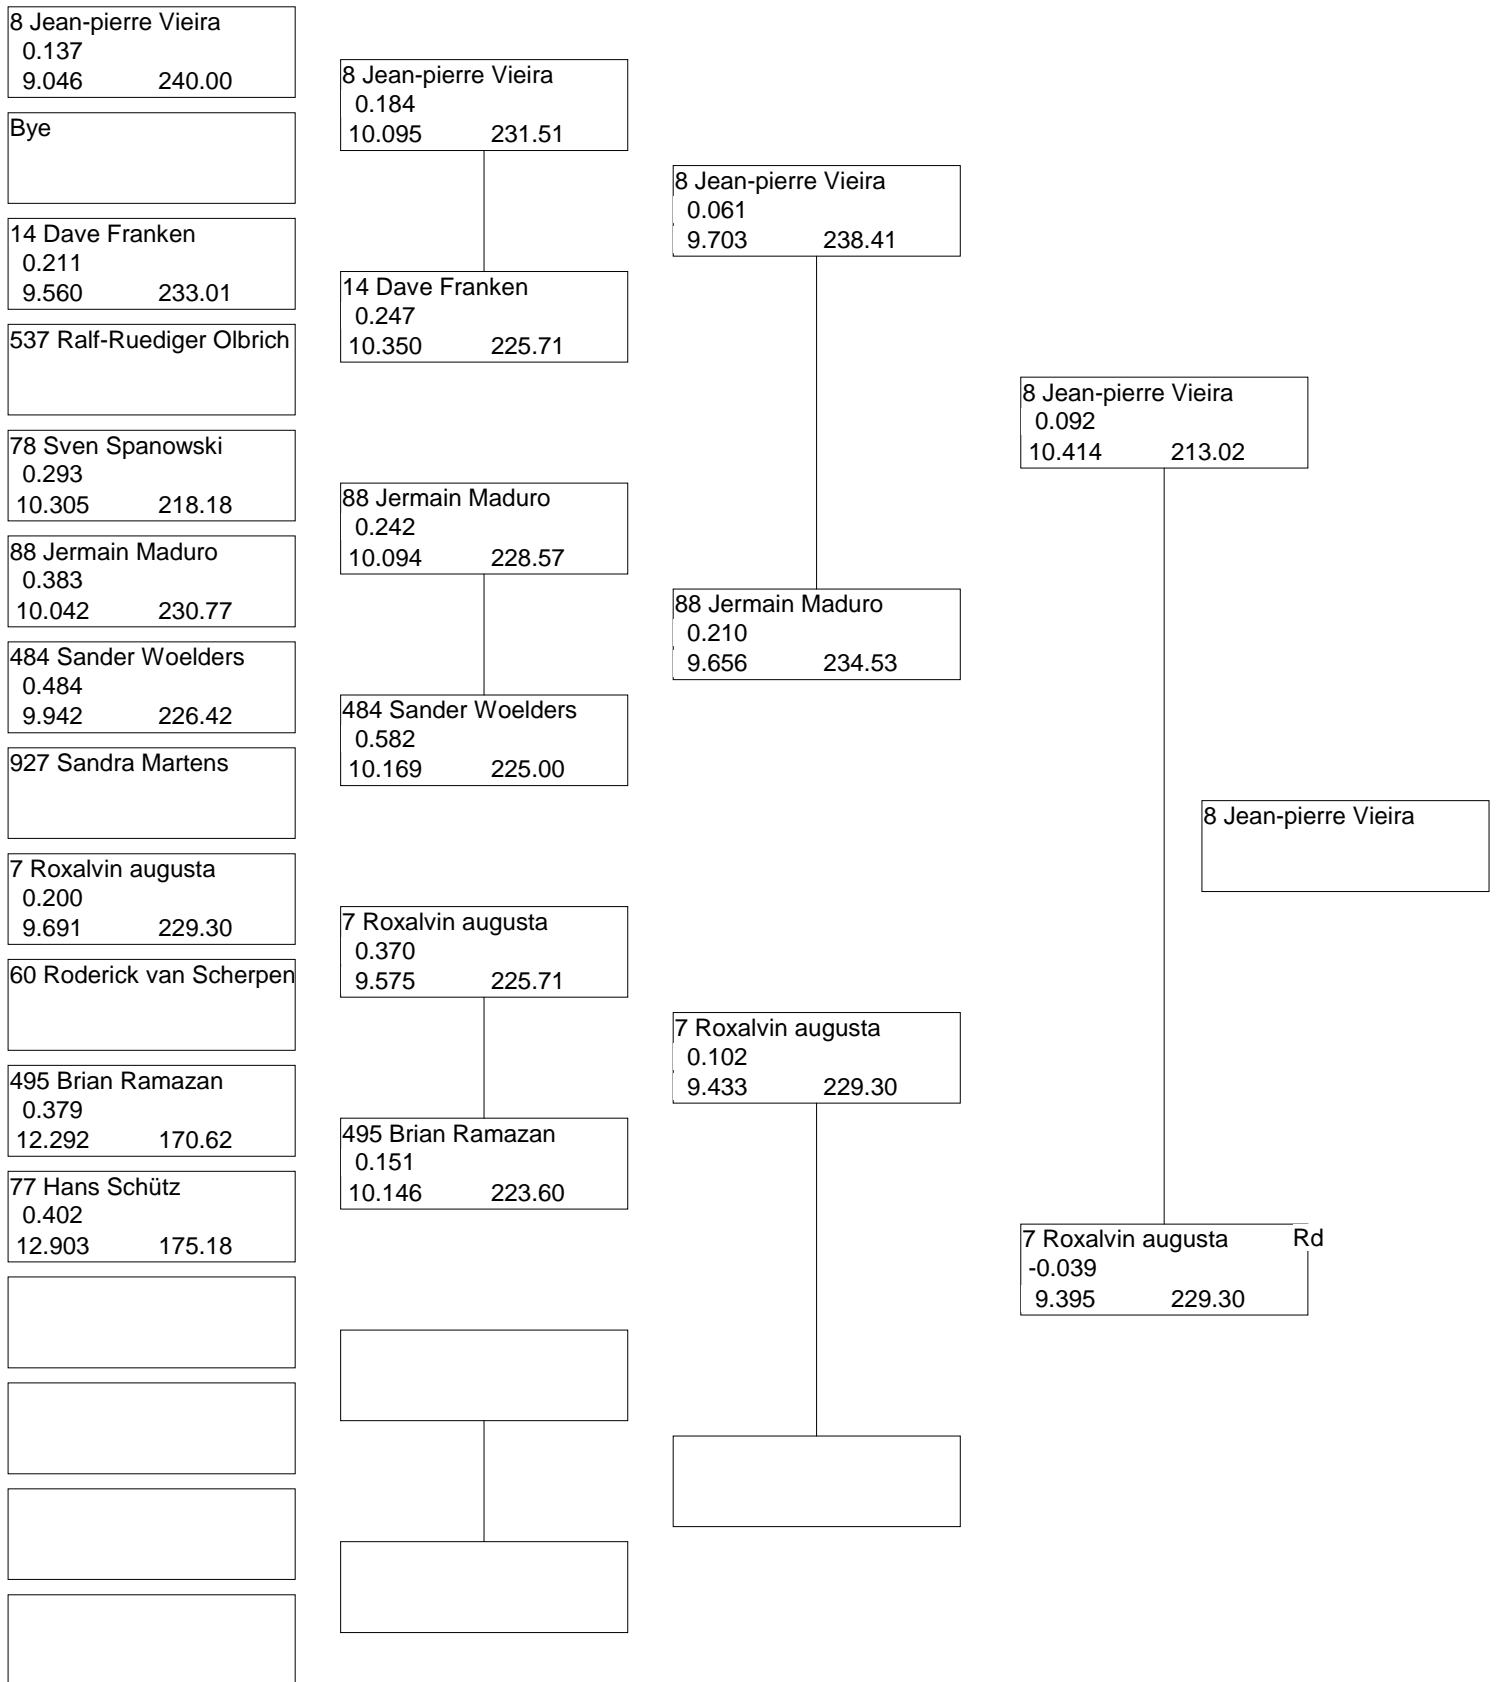 8 Jean-pierre Vieira
0.137
9.046 240.00
Bye
14 Dave Franken
0.211
9.560 233.01
537 Ralf-Ruediger Olbrich
78 Sven Spanowski
0.293
10.305 218.18
88 Jermain Maduro
0.383
10.042 230.77
484 Sander Woelders
0.484
9.942 226.42
927 Sandra Martens
7 Roxalvin augusta
0.200
9.691 229.30
60 Roderick van Scherpen
495 Brian Ramazan
0.379
12.292 170.62
77 Hans Schütz
0.402
12.903 175.18
8 Jean-pierre Vieira
0.184
10.095 231.51
14 Dave Franken
0.247
10.350 225.71
88 Jermain Maduro
0.242
10.094 228.57
484 Sander Woelders
0.582
10.169 225.00
7 Roxalvin augusta
0.370
9.575 225.71
495 Brian Ramazan
0.151
10.146 223.60
8 Jean-pierre Vieira
0.061
9.703 238.41
88 Jermain Maduro
0.210
9.656 234.53
7 Roxalvin augusta
0.102
9.433 229.30
8 Jean-pierre Vieira
0.092
10.414 213.02
7 Roxalvin augusta Rd
-0.039
9.395 229.30
8 Jean-pierre Vieira